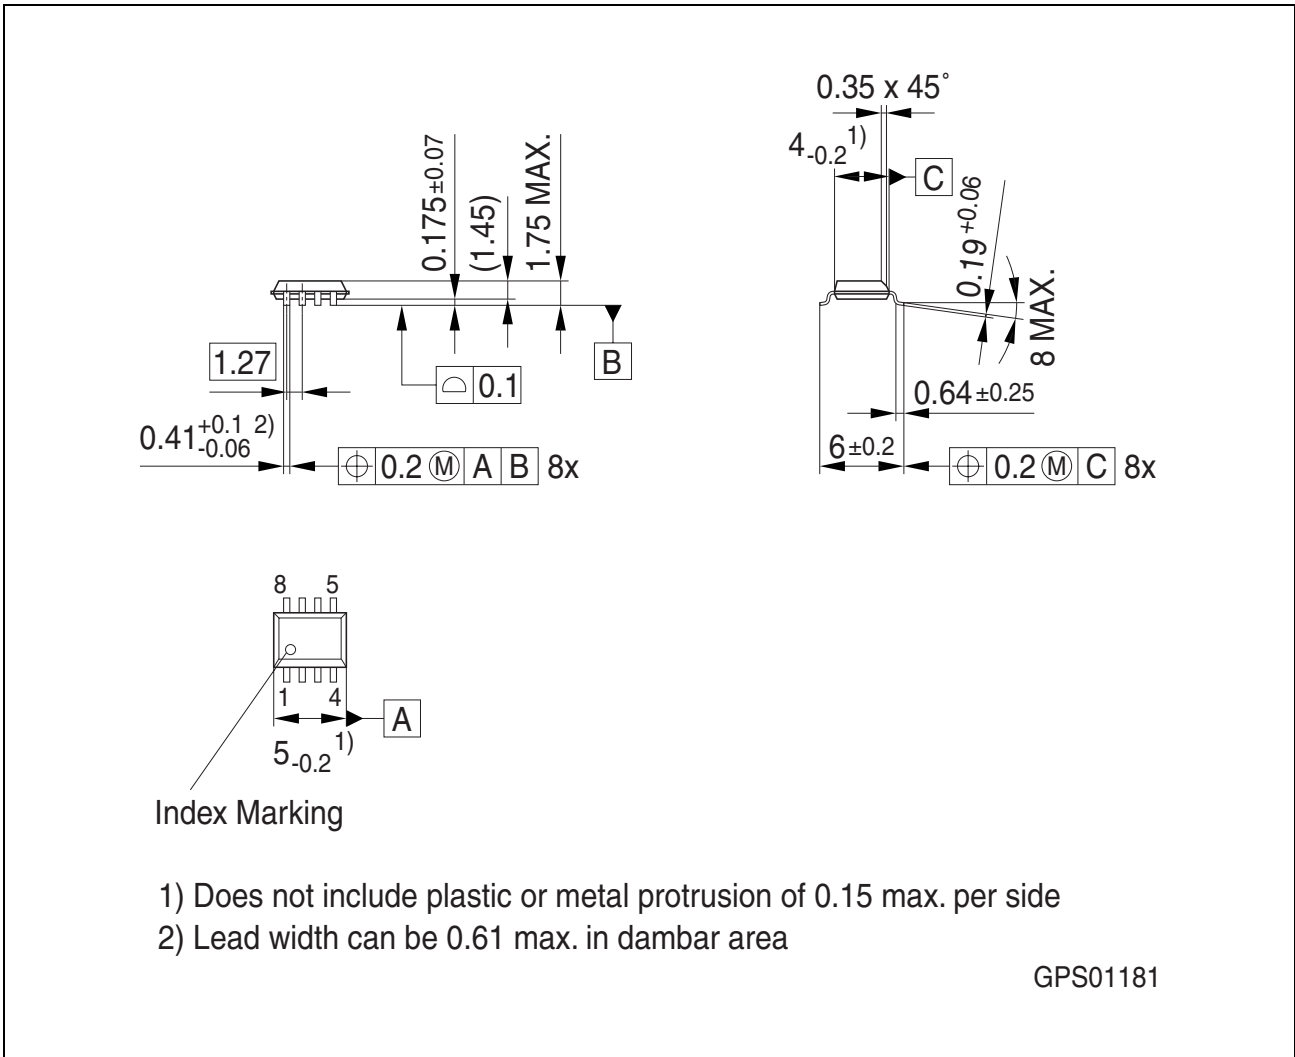 0.35 x 45˚
4-0.2 1)
C
0.175±0.07
(1.45)
1.75 MAX.
0.19 +0.06
8 MAX.
B
1.27
0.1
0.64±0.25
0.41 +0.1 -0.06 2)
6±0.2
⌖ 0.2 Ⓜ A B 8x
⌖ 0.2 Ⓜ C 8x
8 5
1 4
A
5-0.2 1)
Index Marking
1) Does not include plastic or metal protrusion of 0.15 max. per side
2) Lead width can be 0.61 max. in dambar area
GPS01181